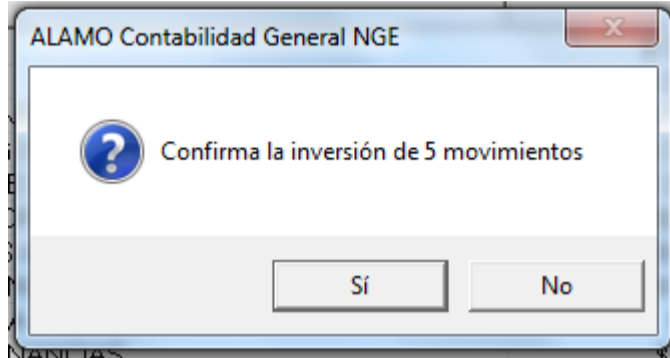 ALAMO Contabilidad General NGE
Confirma la inversión de 5 movimientos
Sí
No